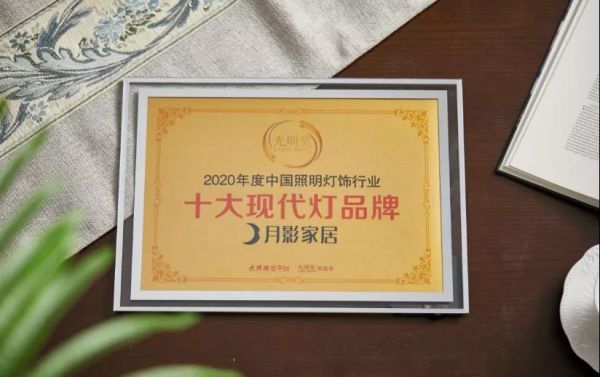 光明奖
2020年度中国照明灯饰行业
十大现代灯品牌
月影家居